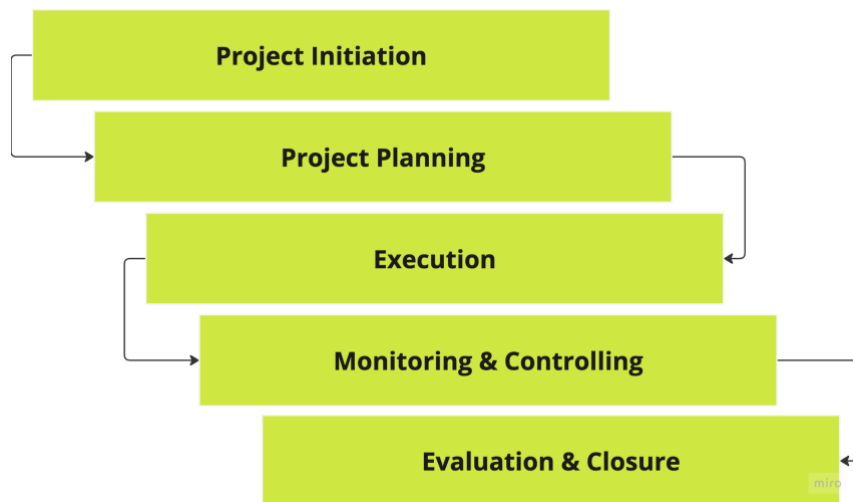 Project Initiation
Project Planning
Execution
Monitoring & Controlling
Evaluation & Closure
miro